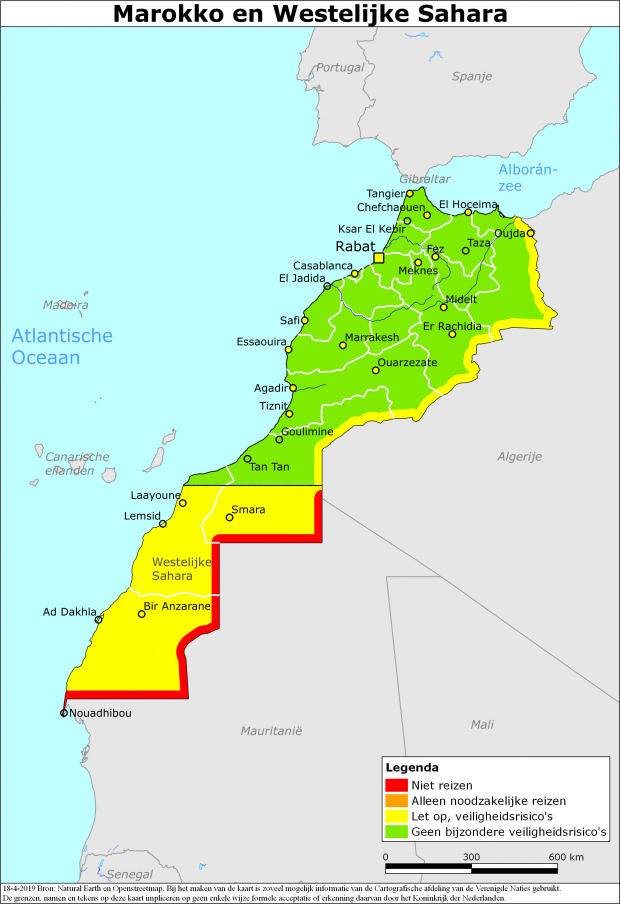 Marokko en Westelijke Sahara
Portugal
Spanje
Gibraltar
Alborán-
zee
Tangier
Chefchaouen
El Hoceima
Ksar El Kebir
Oujda
Rabat
Fez
Taza
Casablanca
Meknes
El Jadida
Madeira
Midelt
Safi
Er Rachidia
Atlantische
Oceaan
Essaouira
Marrakesh
Ouarzezate
Agadir
Tiznit
Goulimine
Canarische
eilanden
Algerije
Tan Tan
Laayoune
Smara
Lemsid
Westelijke
Sahara
Ad Dakhla
Bir Anzarane
Nouadhibou
Mauritanië
Mali
Senegal
Legenda
Niet reizen
Alleen noodzakelijke reizen
Let op, veiligheidsrisico's
Geen bijzondere veiligheidsrisico's
0 600 km
18-4-2019 Bron: Natural Earth en Openstreetmap. Bij het maken van de kaart is zoveel mogelijk informatie van de Cartografische afdeling van de Verenigde Naties gebruikt.
De grenzen, namen en tekens op deze kaart impliceren op geen enkele wijze formele acceptatie of erkenning daarvan door het Koninkrijk der Nederlanden.